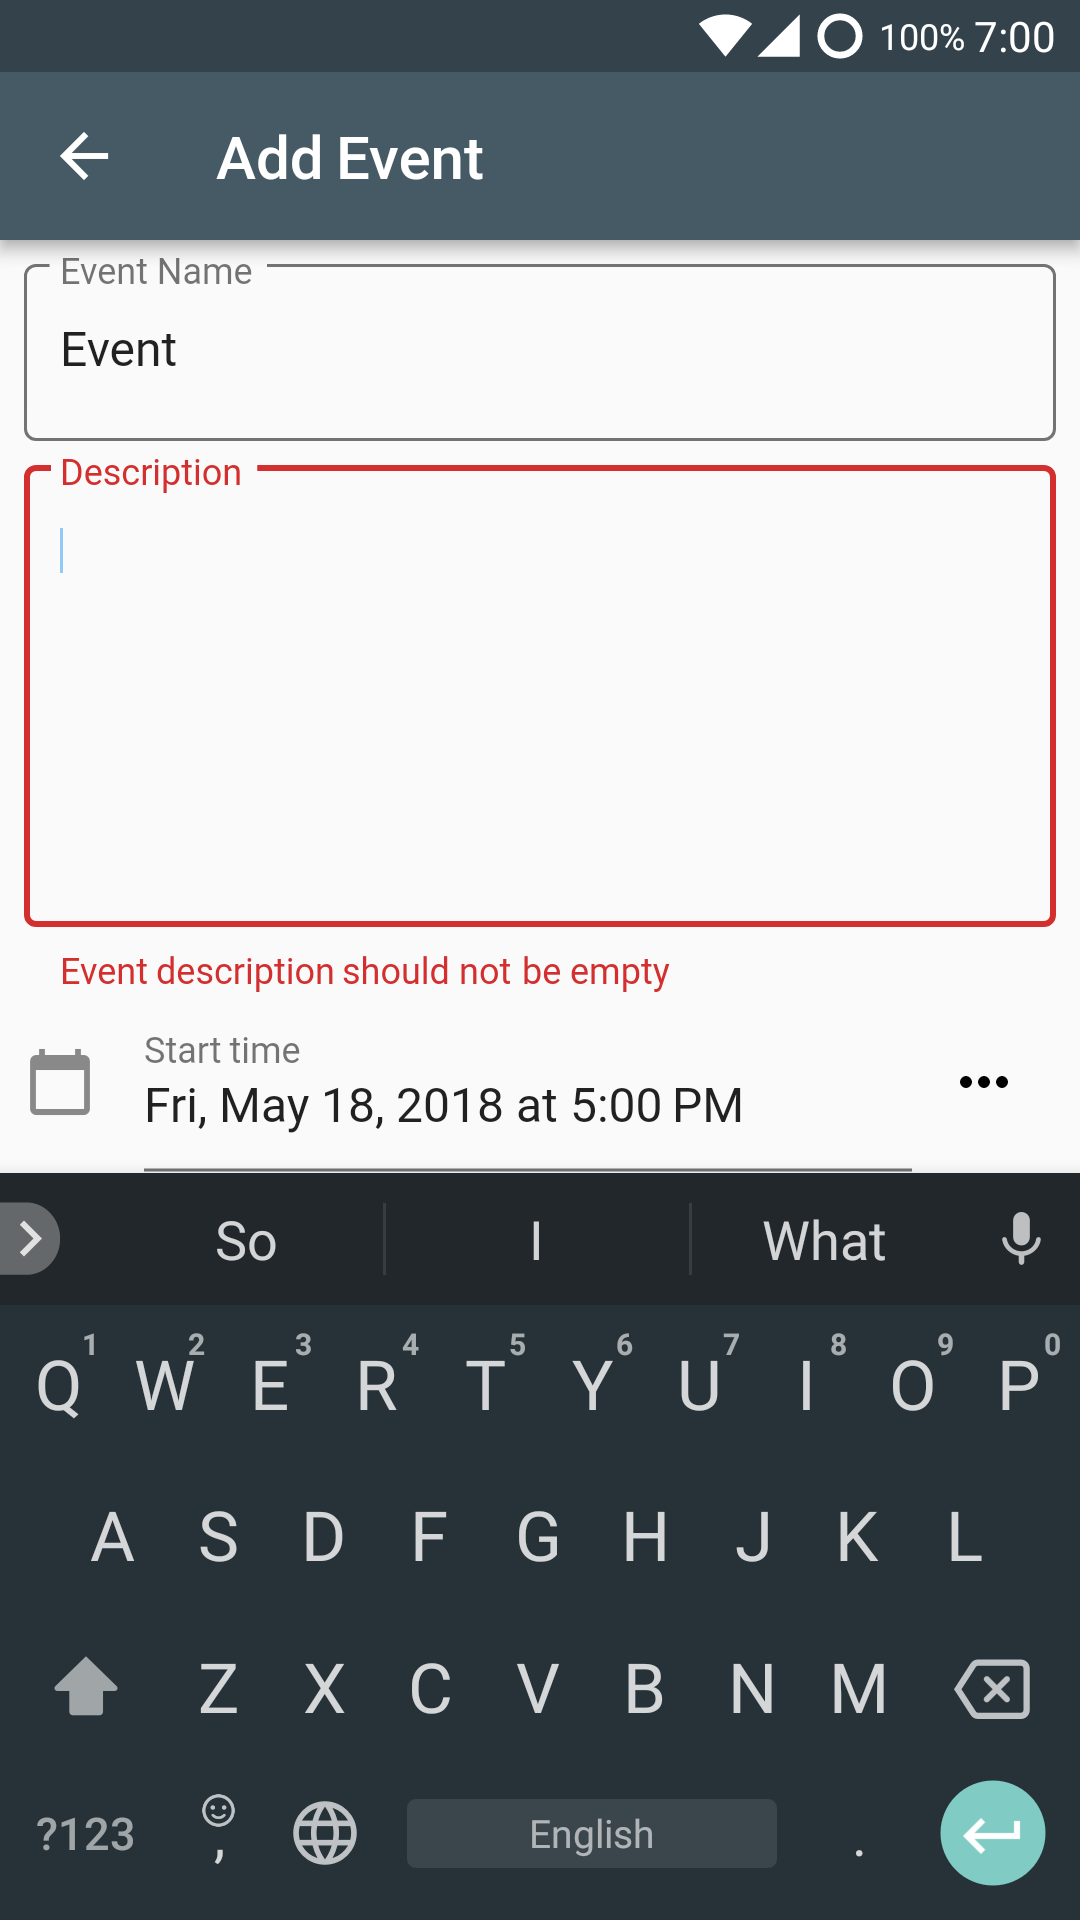 100% 7:00
Add Event
Event Name
Event
Description
Event description should not be empty
Start time
Fri, May 18, 2018 at 5:00 PM
So I What
1 2 3 4 5 6 7 8 9 0
Q W E R T Y U I O P
A S D F G H J K L
Z X C V B N M
?123 , English .